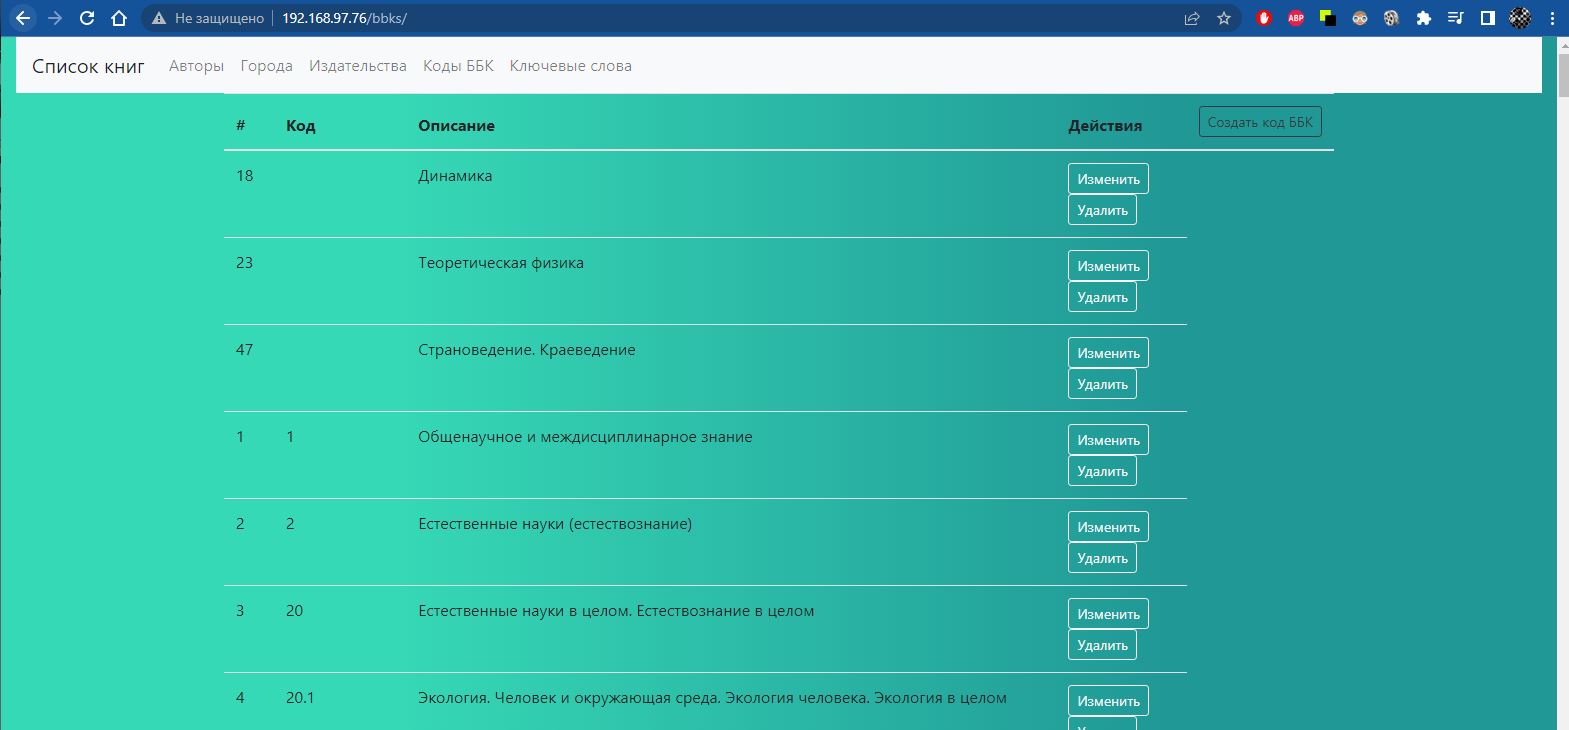 Не защищено 192.168.97.76/bbks/
ABP
Список книг Авторы Города Издательства Коды ББК Ключевые слова
# Код Описание Действия Создать код ББК
18 Динамика Изменить
Удалить
23 Теоретическая физика Изменить
Удалить
47 Страноведение. Краеведение Изменить
Удалить
1 1 Общенаучное и междисциплинарное знание Изменить
Удалить
2 2 Естественные науки (естествознание) Изменить
Удалить
3 20 Естественные науки в целом. Естествознание в целом Изменить
Удалить
4 20.1 Экология. Человек и окружающая среда. Экология человека. Экология в целом Изменить